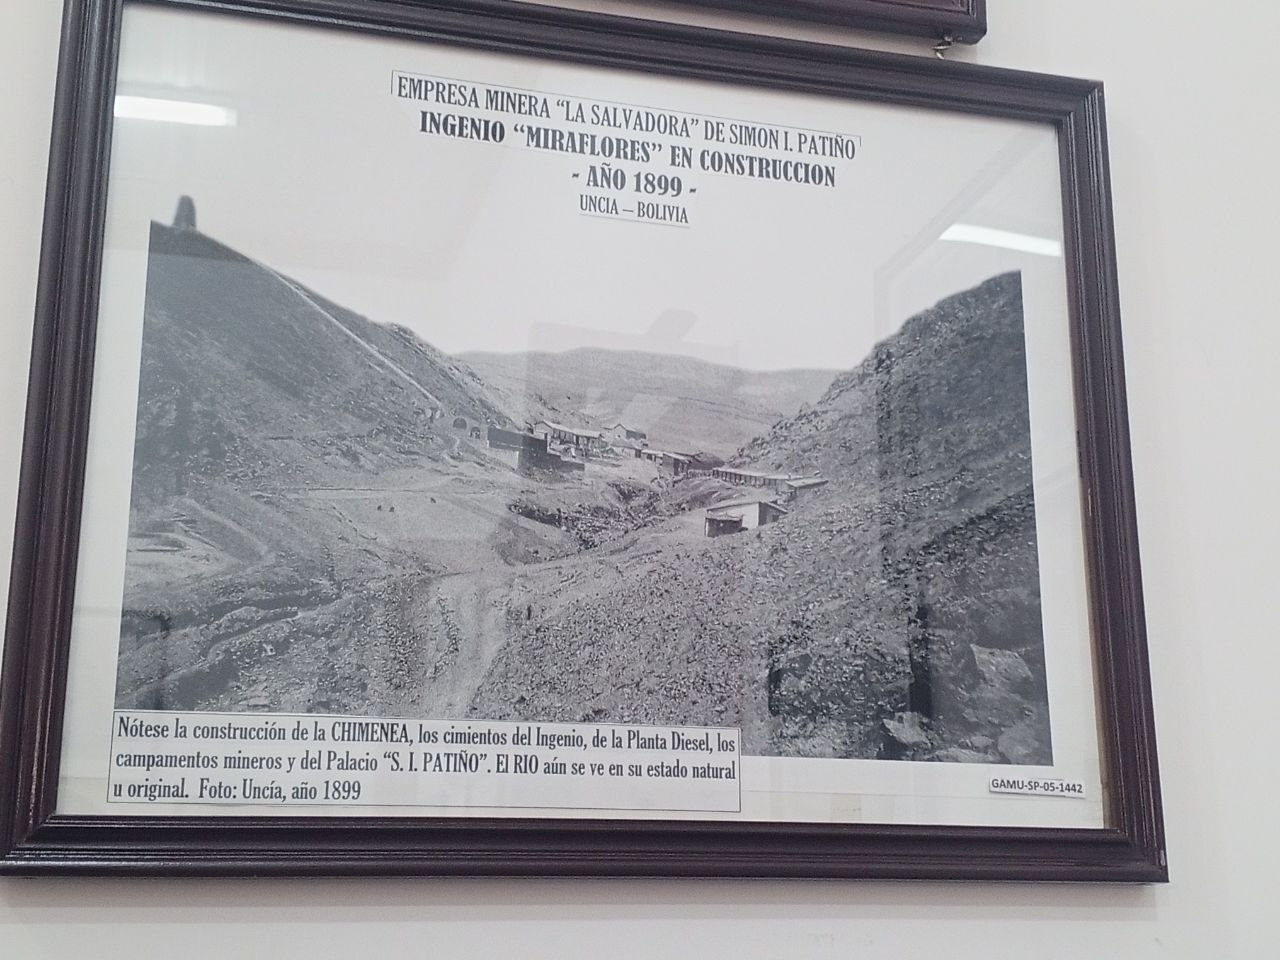 EMPRESA MINERA “LA SALVADORA” DE SIMON I. PATIÑO
INGENIO “MIRAFLORES” EN CONSTRUCCION
- AÑO 1899 -
UNCIA – BOLIVIA
Nótese la construcción de la CHIMENEA, los cimientos del Ingenio, de la Planta Diesel, los
campamentos mineros y del Palacio “S. I. PATIÑO”. El RIO aún se ve en su estado natural
u original. Foto: Uncía, año 1899
GAMU-SP-05-1442